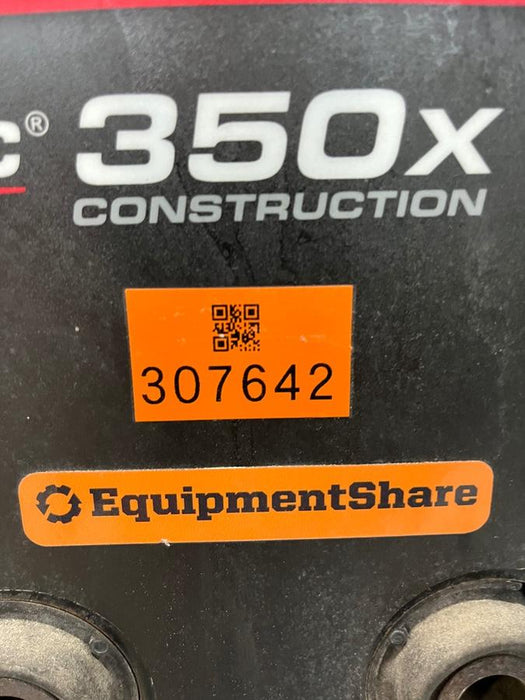 c® 350x
CONSTRUCTION
307642
EquipmentShare